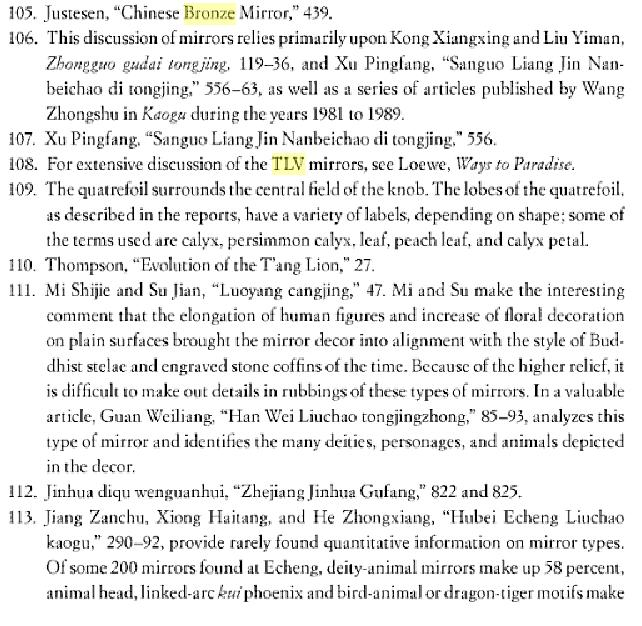 105. Justesen, “Chinese Bronze Mirror,” 439.
106. This discussion of mirrors relies primarily upon Kong Xiangxing and Liu Yiman,
Zhongguo gudai tongjing, 119–36, and Xu Pingfang, “Sanguo Liang Jin Nan-
beichao di tongjing,” 556–63, as well as a series of articles published by Wang
Zhongshu in Kaogu during the years 1981 to 1989.
107. Xu Pingfang, “Sanguo Liang Jin Nanbeichao di tongjing,” 556.
108. For extensive discussion of the TLV mirrors, see Loewe, Ways to Paradise.
109. The quatrefoil surrounds the central field of the knob. The lobes of the quatrefoil,
as described in the reports, have a variety of labels, depending on shape; some of
the terms used are calyx, persimmon calyx, leaf, peach leaf, and calyx petal.
110. Thompson, “Evolution of the T'ang Lion,” 27.
111. Mi Shijie and Su Jian, “Luoyang cangjing,” 47. Mi and Su make the interesting
comment that the elongation of human figures and increase of floral decoration
on plain surfaces brought the mirror decor into alignment with the style of Bud-
dhist stelae and engraved stone coffins of the time. Because of the higher relief, it
is difficult to make out details in rubbings of these types of mirrors. In a valuable
article, Guan Weiliang, “Han Wei Liuchao tongjingzhong,” 85–93, analyzes this
type of mirror and identifies the many deities, personages, and animals depicted
in the decor.
112. Jinhua diqu wenguanhui, “Zhejiang Jinhua Gufang,” 822 and 825.
113. Jiang Zanchu, Xiong Haitang, and He Zhongxiang, “Hubei Echeng Liuchao
kaogu,” 290–92, provide rarely found quantitative information on mirror types.
Of some 200 mirrors found at Echeng, deity-animal mirrors make up 58 percent,
animal head, linked-arc kui phoenix and bird-animal or dragon-tiger motifs make